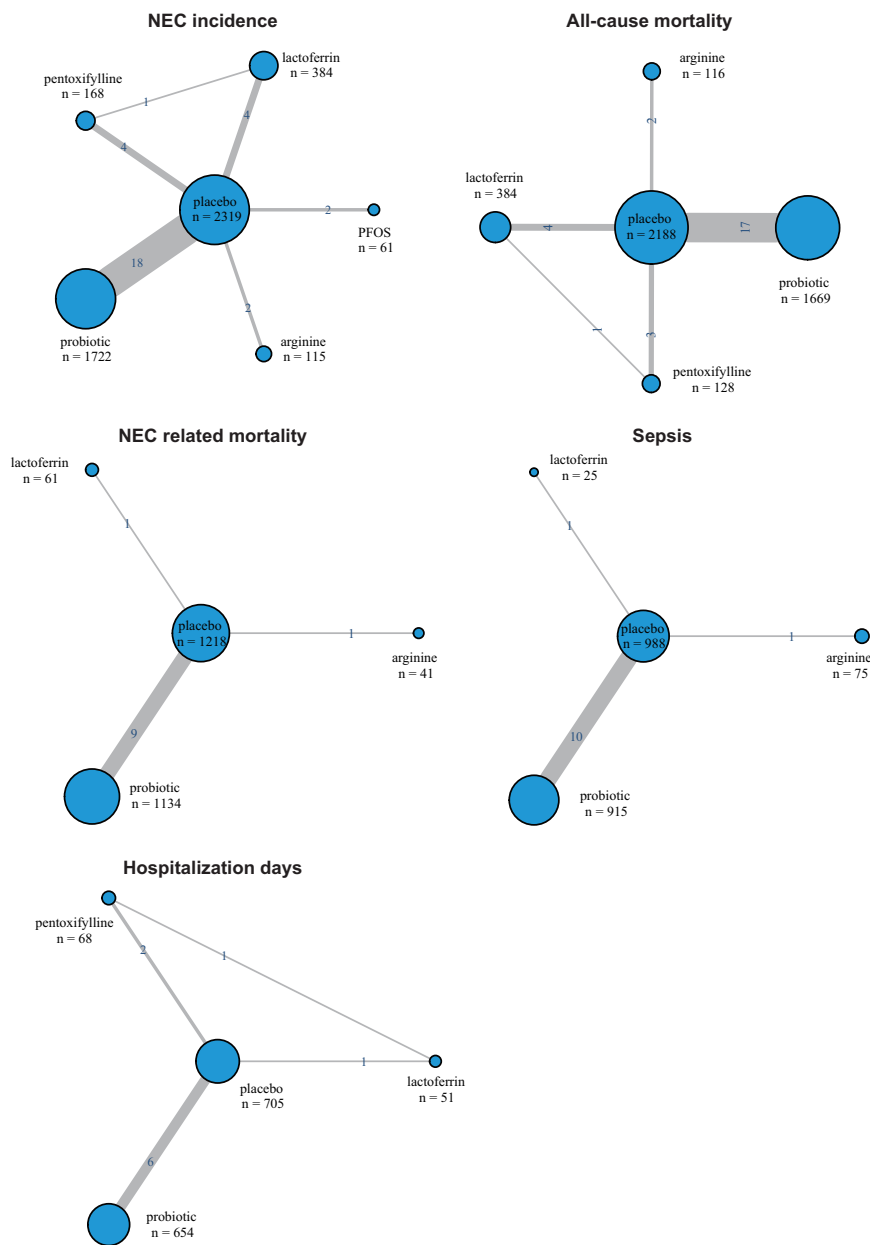 NEC incidence
lactoferrin
n = 384
pentoxifylline
n = 168
1
4
4
placebo
n = 2319
2
PFOS
n = 61
18
2
probiotic
n = 1722
arginine
n = 115
All-cause mortality
arginine
n = 116
2
lactoferrin
n = 384
4
placebo
n = 2188
17
probiotic
n = 1669
1
3
pentoxifylline
n = 128
NEC related mortality
lactoferrin
n = 61
1
placebo
n = 1218
1
arginine
n = 41
9
probiotic
n = 1134
Sepsis
lactoferrin
n = 25
1
placebo
n = 988
1
arginine
n = 75
10
probiotic
n = 915
Hospitalization days
pentoxifylline
n = 68
2
1
1
lactoferrin
n = 51
placebo
n = 705
6
probiotic
n = 654